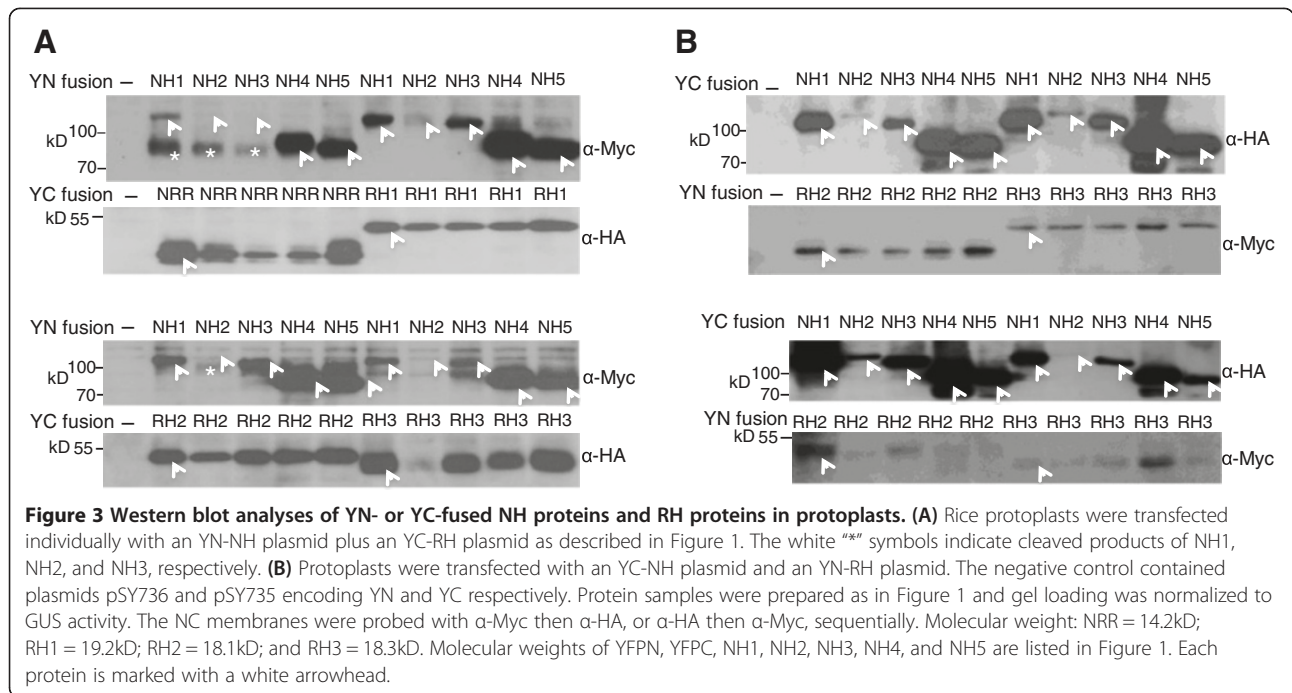 A
YN fusion – NH1 NH2 NH3 NH4 NH5 NH1 NH2 NH3 NH4 NH5
kD 100
70
* * *
α-Myc
YC fusion – NRR NRR NRR NRR NRR RH1 RH1 RH1 RH1 RH1
kD 55
α-HA
YN fusion – NH1 NH2 NH3 NH4 NH5 NH1 NH2 NH3 NH4 NH5
100
kD
70
*
α-Myc
YC fusion – RH2 RH2 RH2 RH2 RH2 RH3 RH3 RH3 RH3 RH3
kD 55
α-HA
B
YC fusion – NH1 NH2 NH3 NH4 NH5 NH1 NH2 NH3 NH4 NH5
kD 100
70
α-HA
YN fusion – RH2 RH2 RH2 RH2 RH2 RH3 RH3 RH3 RH3 RH3
kD 55
α-Myc
YC fusion NH1 NH2 NH3 NH4 NH5 NH1 NH2 NH3 NH4 NH5
100
kD
70
α-HA
YN fusion RH2 RH2 RH2 RH2 RH2 RH3 RH3 RH3 RH3 RH3
kD 55
α-Myc
Figure 3 Western blot analyses of YN- or YC-fused NH proteins and RH proteins in protoplasts. (A) Rice protoplasts were transfected
individually with an YN-NH plasmid plus an YC-RH plasmid as described in Figure 1. The white “*” symbols indicate cleaved products of NH1,
NH2, and NH3, respectively. (B) Protoplasts were transfected with an YC-NH plasmid and an YN-RH plasmid. The negative control contained
plasmids pSY736 and pSY735 encoding YN and YC respectively. Protein samples were prepared as in Figure 1 and gel loading was normalized to
GUS activity. The NC membranes were probed with α-Myc then α-HA, or α-HA then α-Myc, sequentially. Molecular weight: NRR = 14.2kD;
RH1 = 19.2kD; RH2 = 18.1kD; and RH3 = 18.3kD. Molecular weights of YFPN, YFPC, NH1, NH2, NH3, NH4, and NH5 are listed in Figure 1. Each
protein is marked with a white arrowhead.